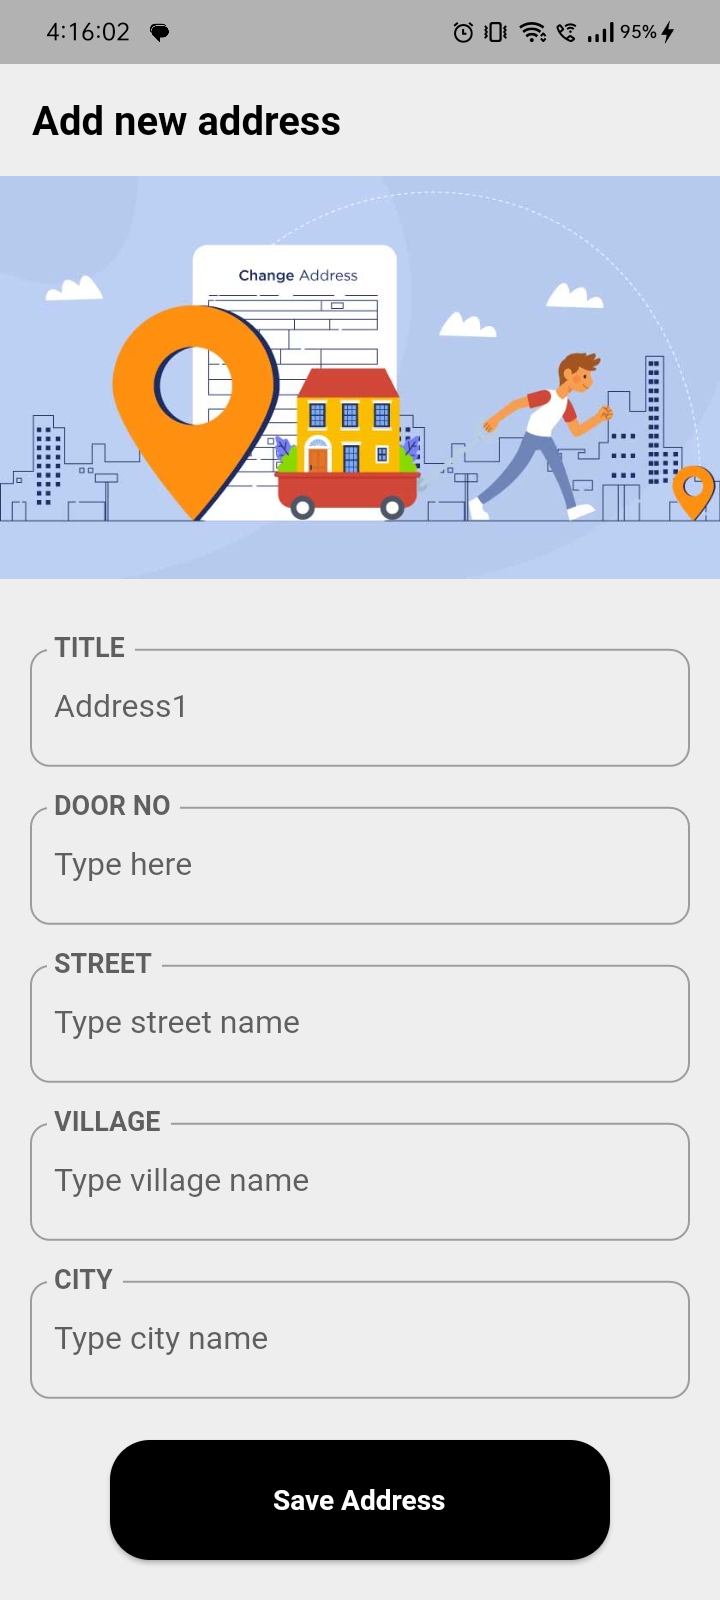 4:16:02
95%
Add new address
Change Address
TITLE
Address1
DOOR NO
Type here
STREET
Type street name
VILLAGE
Type village name
CITY
Type city name
Save Address